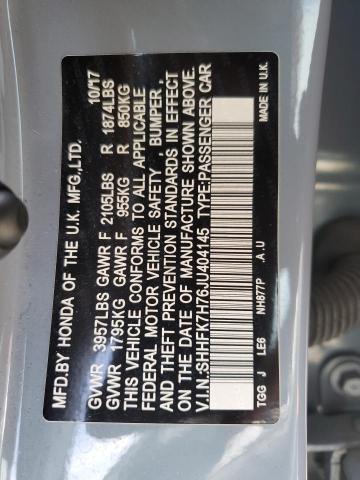 MFD.BY HONDA OF THE U.K. MFG.,LTD. 10/17
GVWR 3957LBS GAWR F 2105LBS R 1874LBS
GVWR 1795KG GAWR F 955KG R 850KG
THIS VEHICLE CONFORMS TO ALL APPLICABLE
FEDERAL MOTOR VEHICLE SAFETY , BUMPER,
AND THEFT PREVENTION STANDARDS IN EFFECT
ON THE DATE OF MANUFACTURE SHOWN ABOVE.
V.I.N.:SHHFK7H76JU404145 TYPE:PASSENGER CAR
TGG J LE6 NH877P .A.U MADE IN U.K.